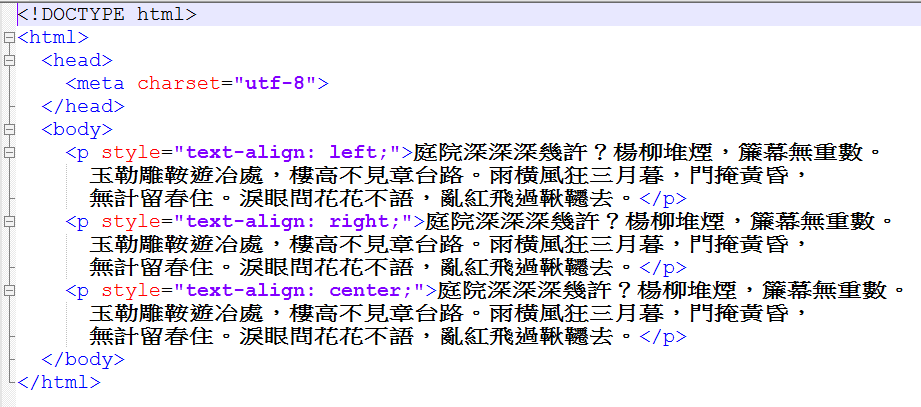 <!DOCTYPE html>
<html>
  <head>
    <meta charset="utf-8">
  </head>
  <body>
    <p style="text-align: left;">庭院深深深幾許？楊柳堆煙，簾幕無重數。
      玉勒雕鞍遊冶處，樓高不見章台路。雨橫風狂三月暮，門掩黃昏，
      無計留春住。淚眼問花花不語，亂紅飛過鞦韆去。</p>
    <p style="text-align: right;">庭院深深深幾許？楊柳堆煙，簾幕無重數。
      玉勒雕鞍遊冶處，樓高不見章台路。雨橫風狂三月暮，門掩黃昏，
      無計留春住。淚眼問花花不語，亂紅飛過鞦韆去。</p>
    <p style="text-align: center;">庭院深深深幾許？楊柳堆煙，簾幕無重數。
      玉勒雕鞍遊冶處，樓高不見章台路。雨橫風狂三月暮，門掩黃昏，
      無計留春住。淚眼問花花不語，亂紅飛過鞦韆去。</p>
  </body>
</html>